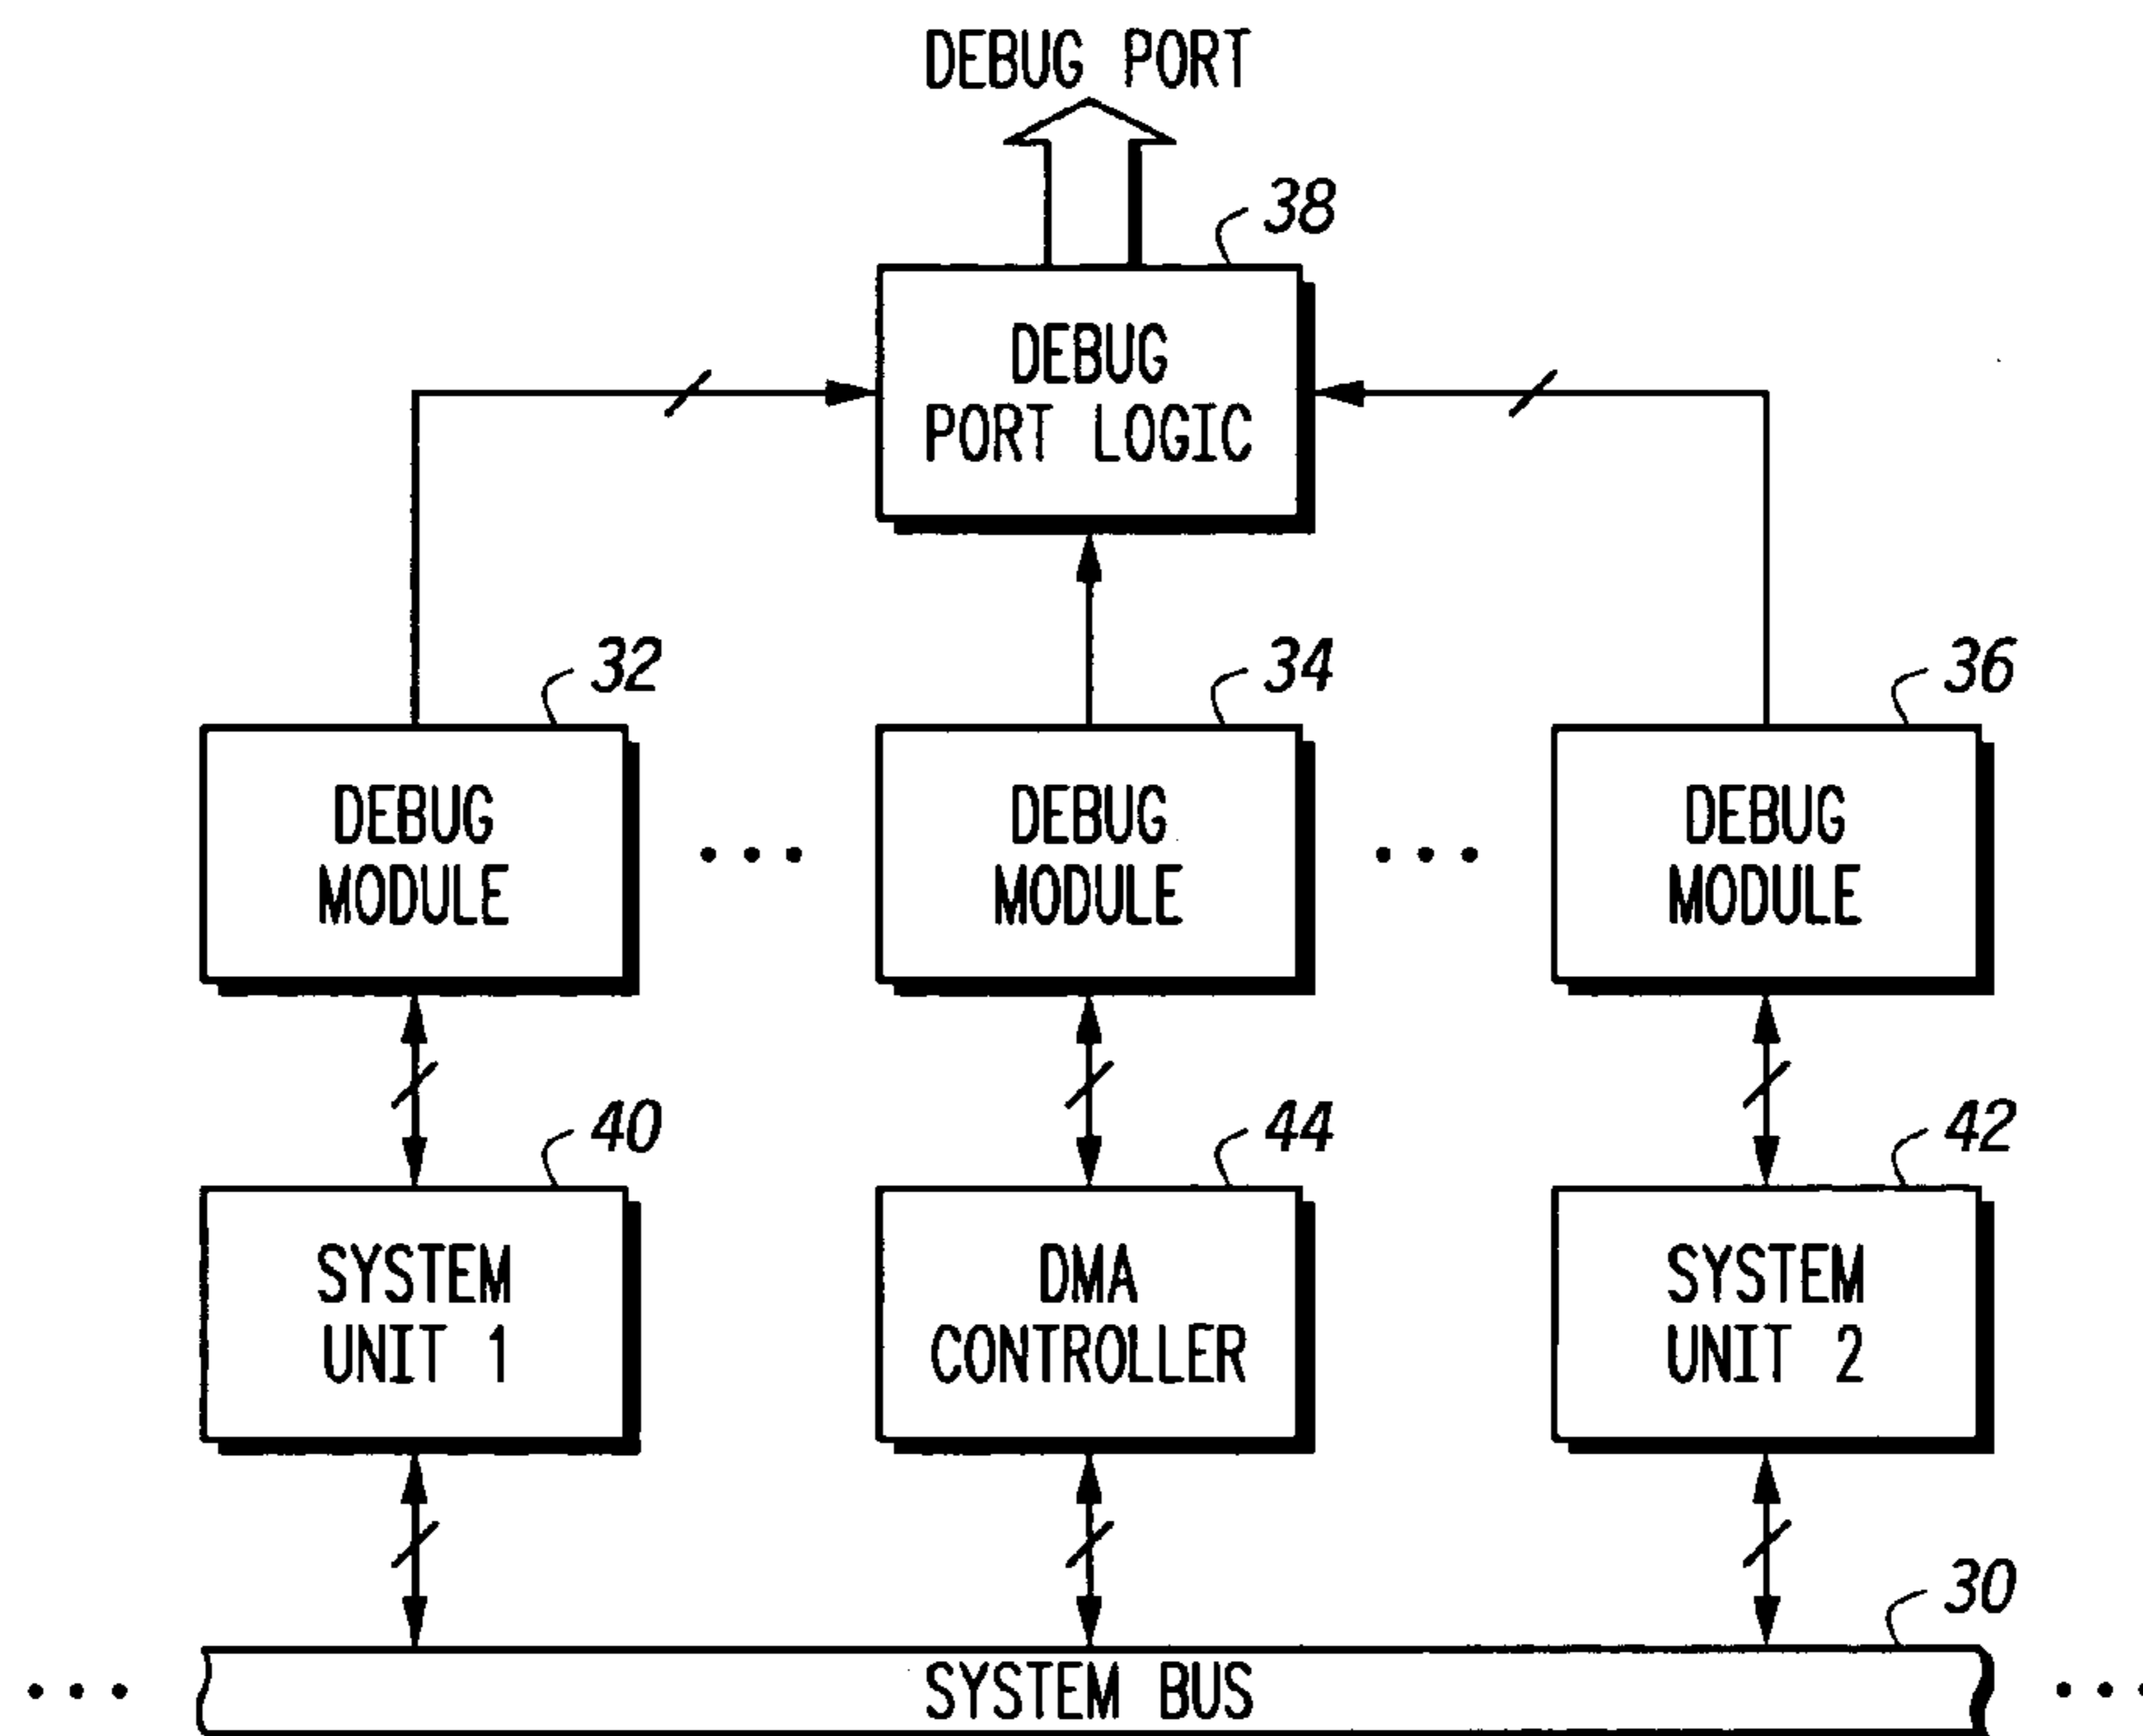 DEBUG PORT
38
DEBUG
PORT LOGIC
32
34
36
DEBUG
MODULE
DEBUG
MODULE
DEBUG
MODULE
40
44
42
SYSTEM
UNIT 1
DMA
CONTROLLER
SYSTEM
UNIT 2
30
SYSTEM BUS